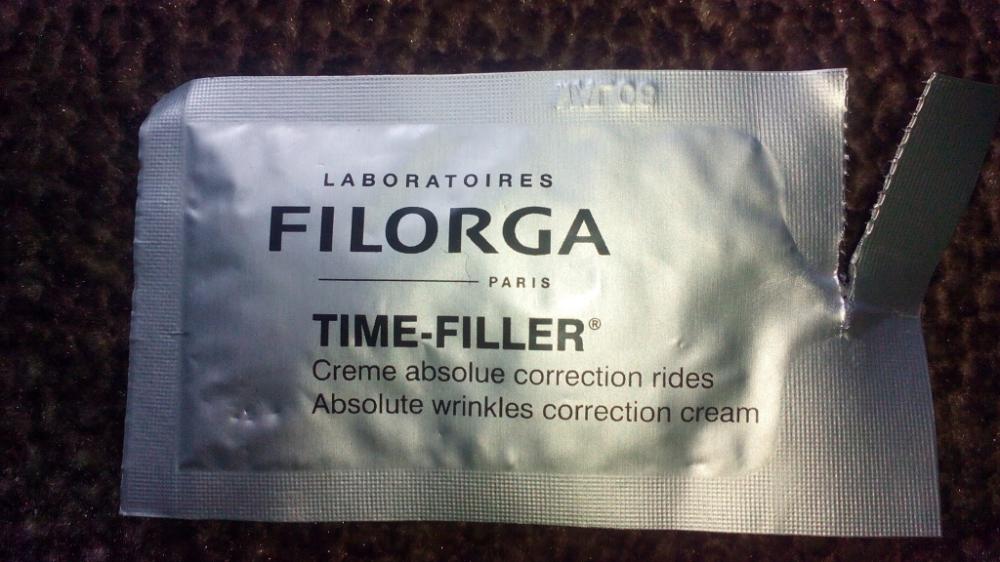 LABORATOIRES
FILORGA
PARIS
TIME-FILLER®
Creme absolue correction rides
Absolute wrinkles correction cream